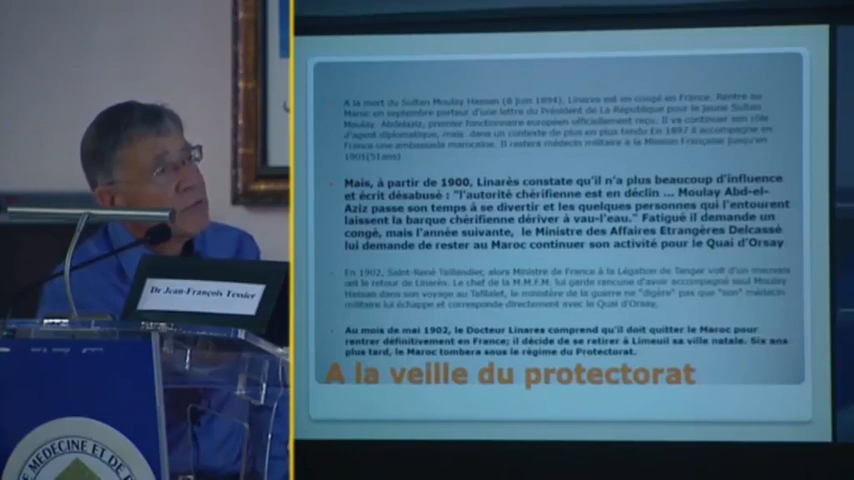 A la mort du Sultan Moulay Hassan (8 juin 1894), Linarès est en congé en France. Rentre au
Maroc en septembre porteur d'une lettre du Président de La République pour le jeune Sultan
Moulay Abdelaziz, premier fonctionnaire européen officiellement reçu. Il va continuer son rôle
d'agent diplomatique, mais dans un contexte de plus en plus tendu En 1897 il accompagne en
France une ambassade marocaine. Il restera médecin militaire à la Mission Française jusqu'en
1901(51ans)
Mais, à partir de 1900, Linarès constate qu'il n'a plus beaucoup d'influence
et écrit désabusé : "l'autorité chérifienne est en déclin ... Moulay Abd-el-
Aziz passe son temps à se divertir et les quelques personnes qui l'entourent
laissent la barque chérifienne dériver à vau-l'eau." Fatigué il demande un
congé, mais l'année suivante, le Ministre des Affaires Etrangères Delcassé
lui demande de rester au Maroc continuer son activité pour le Quai d'Orsay
En 1902, Saint-René Taillandier, alors Ministre de France à la Légation de Tanger voit d'un mauvais
œil le retour de Linarès. Le chef de la M.M.F.M. lui garde rancune d'avoir accompagné seul Moulay
Hassan dans son voyage au Tafilalet, le ministère de la guerre ne "digère" pas que "son" médecin
militaire lui échappe et corresponde directement avec le Quai d'Orsay.
Au mois de mai 1902, le Docteur Linares comprend qu'il doit quitter le Maroc pour
rentrer définitivement en France; il décide de se retirer à Limeuil sa ville natale. Six ans
plus tard, le Maroc tombera sous le régime du Protectorat.
A la veille du protectorat
Dr Jean-François Tessier
MÉDECINE ET DE